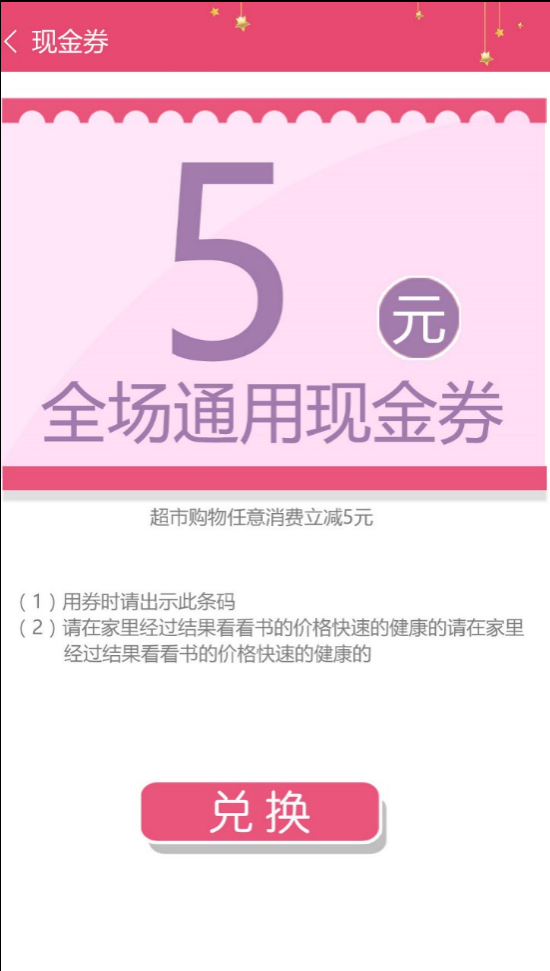 现金券
5
元
全场通用现金券
超市购物任意消费立减5元
（1）用券时请出示此条码
（2）请在家里经过结果看看书的价格快速的健康的请在家里
经过结果看看书的价格快速的健康的
兑换